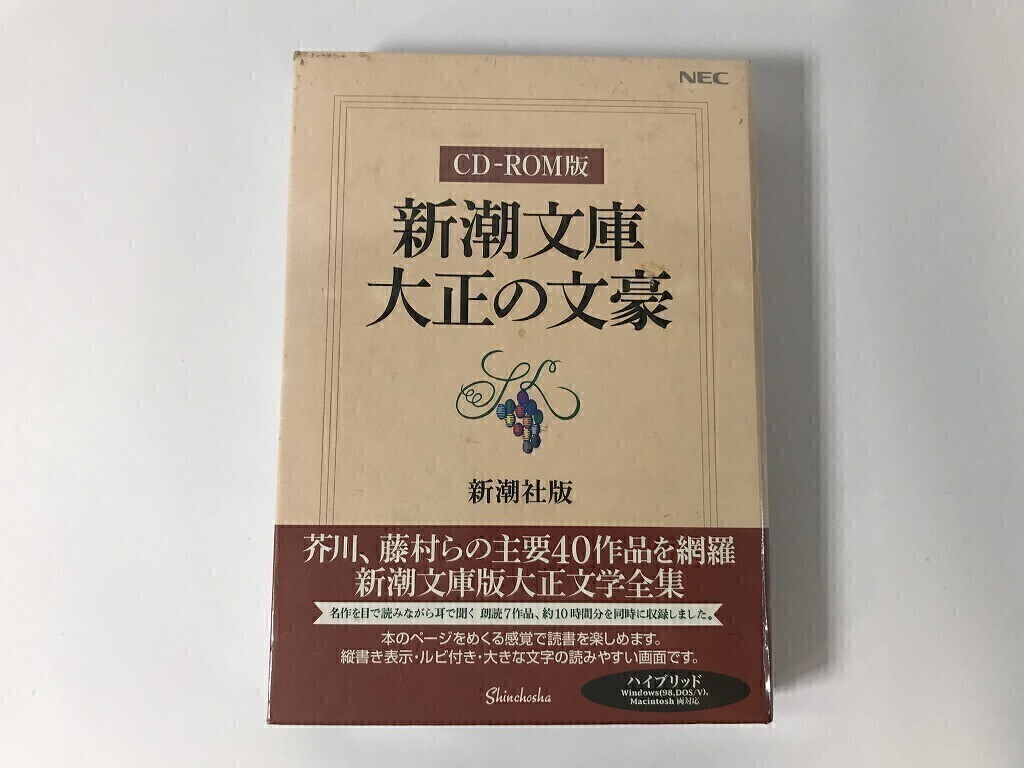 NEC
CD-ROM版
新潮文庫
大正の文豪
新潮社版
芥川、藤村らの主要40作品を網羅
新潮文庫版大正文学全集
名作を目で読みながら耳で聞く 朗読7作品、約10時間分を同時に収録しました。
本のページをめくる感覚で読書を楽しめます。
縦書き表示・ルビ付き・大きな文字の読みやすい画面です。
Shinchosha
ハイブリッド
Windows(98,DOS/V),
Macintosh 両対応